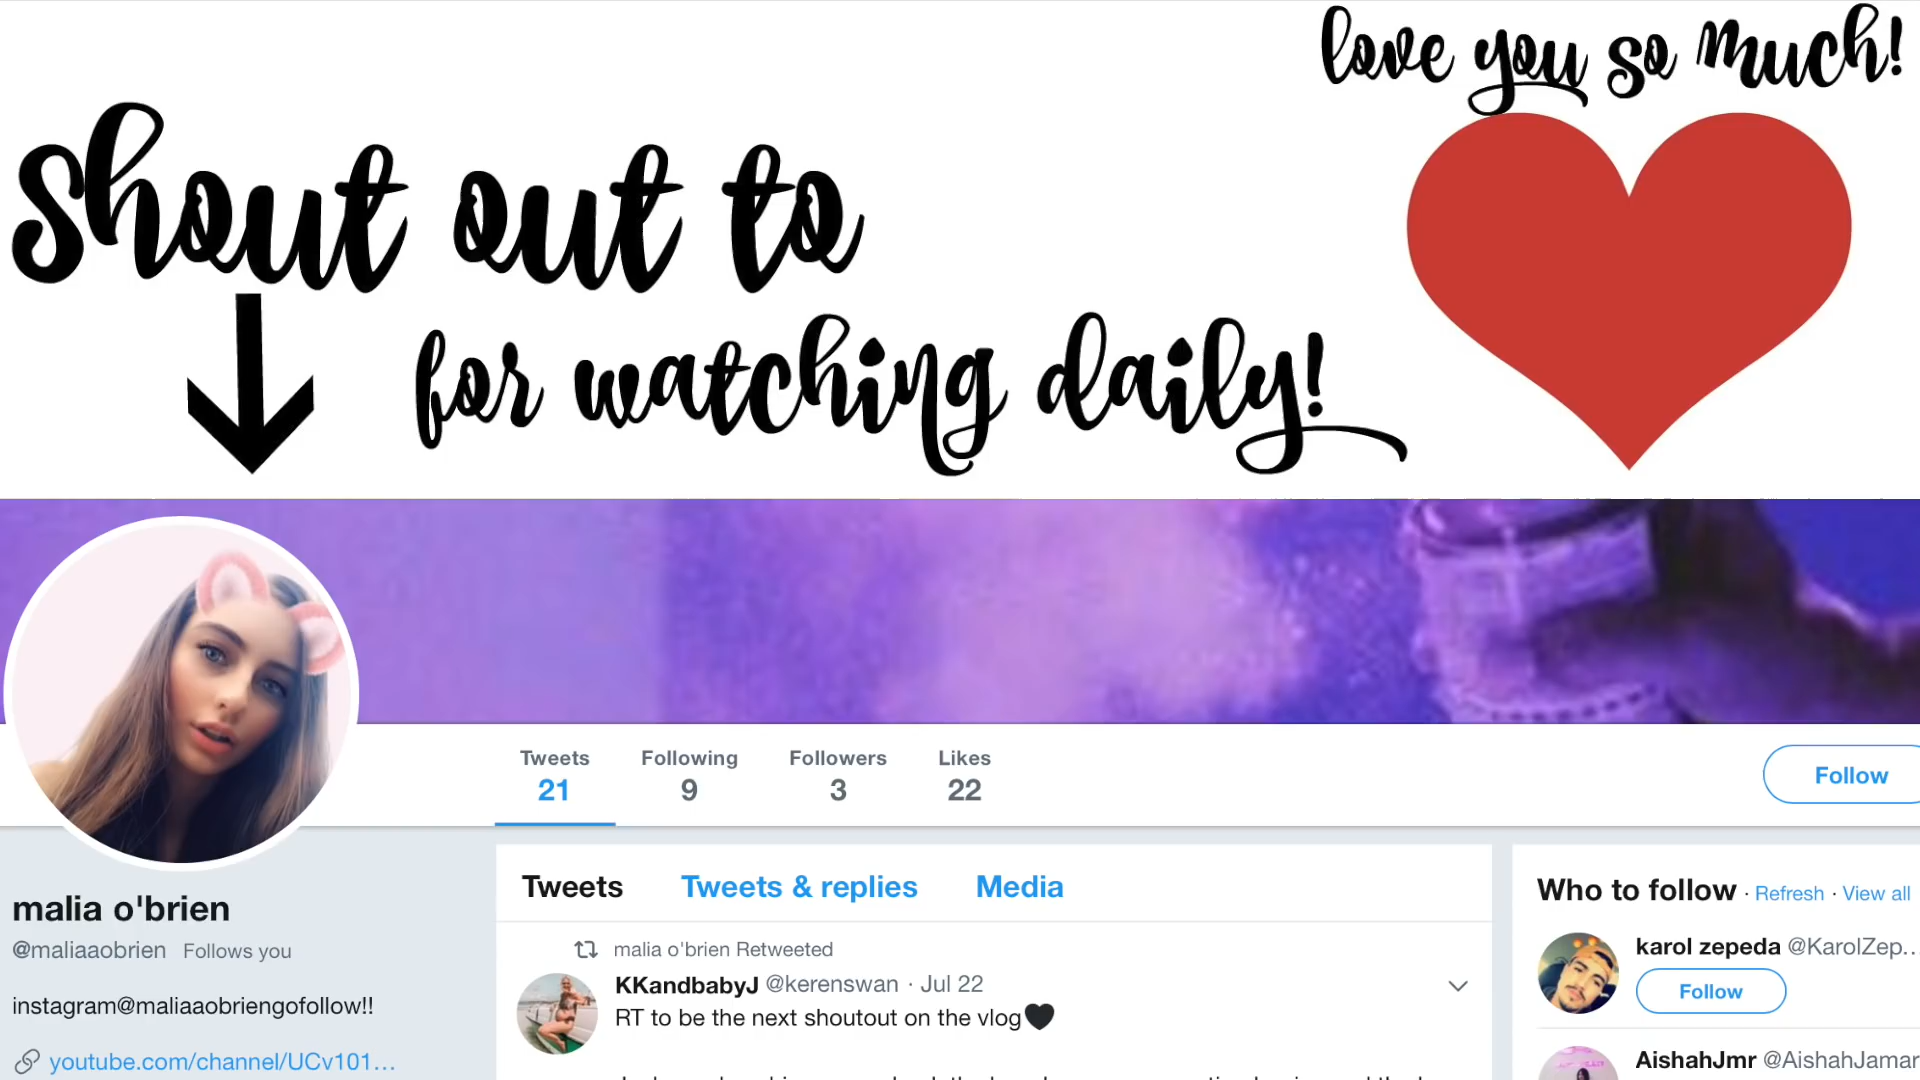 love you so much!
Shout out to
for watching daily!
Tweets Following Followers Likes
21 9 3 22
Follow
malia o'brien
@maliaaobrien Follows you
instagram@maliaaobriengofollow!!
youtube.com/channel/UCv101...
Tweets Tweets & replies Media
malia o'brien Retweeted
KKandbabyJ @kerenswan · Jul 22
RT to be the next shoutout on the vlog🖤
Who to follow · Refresh · View all
karol zepeda @KarolZep...
Follow
AishahJmr @AishahJamar